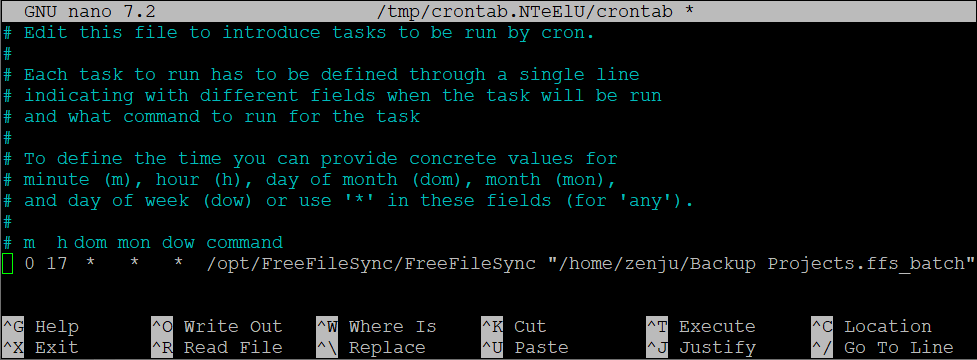 GNU nano 7.2 /tmp/crontab.NTeElU/crontab *
# Edit this file to introduce tasks to be run by cron.
#
# Each task to run has to be defined through a single line
# indicating with different fields when the task will be run
# and what command to run for the task
#
# To define the time you can provide concrete values for
# minute (m), hour (h), day of month (dom), month (mon),
# and day of week (dow) or use '*' in these fields (for 'any').
#
# m h dom mon dow command
0 17 * * * /opt/FreeFileSync/FreeFileSync "/home/zenju/Backup Projects.ffs_batch"
^G Help ^O Write Out ^W Where Is ^K Cut ^T Execute ^C Location
^X Exit ^R Read File ^\ Replace ^U Paste ^J Justify ^/ Go To Line